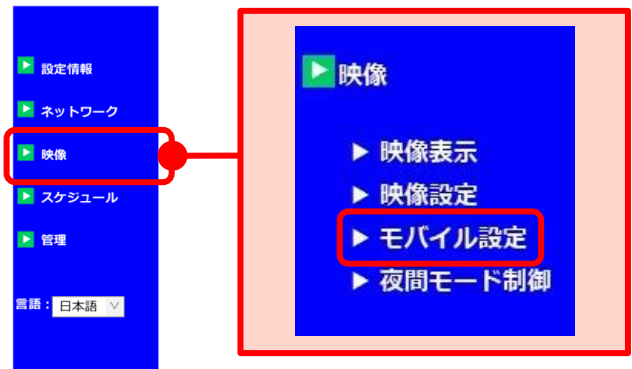 設定情報
ネットワーク
映像
スケジュール
管理
言語：日本語
映像
映像表示
映像設定
モバイル設定
夜間モード制御